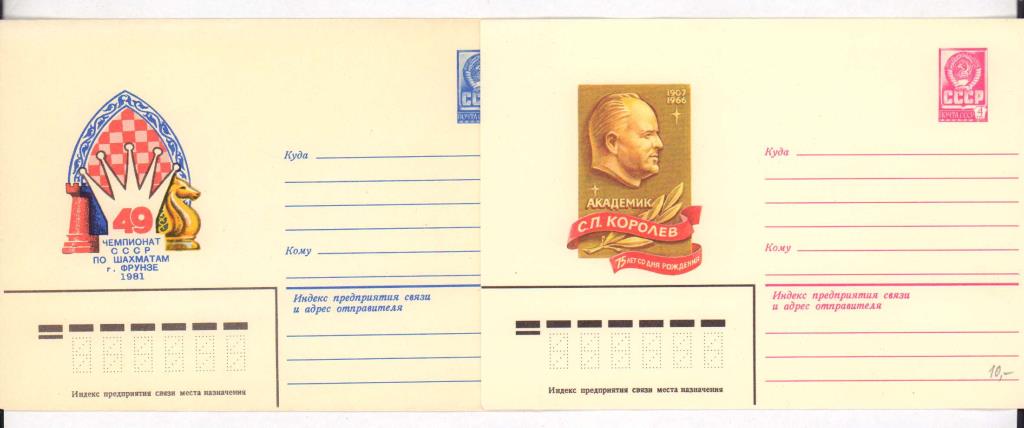 СССР
ПОЧТА СССР
49
ЧЕМПИОНАТ
СССР
ПО ШАХМАТАМ
г. ФРУНЗЕ
1981
Куда
Кому
Индекс предприятия связи
и адрес отправителя
Индекс предприятия связи места назначения
1907
1966
АКАДЕМИК
С.П. КОРОЛЕВ
75 ЛЕТ СО ДНЯ РОЖДЕНИЯ
СССР
ПОЧТА СССР 4
Куда
Кому
Индекс предприятия связи
и адрес отправителя
Индекс предприятия связи места назначения
10,-